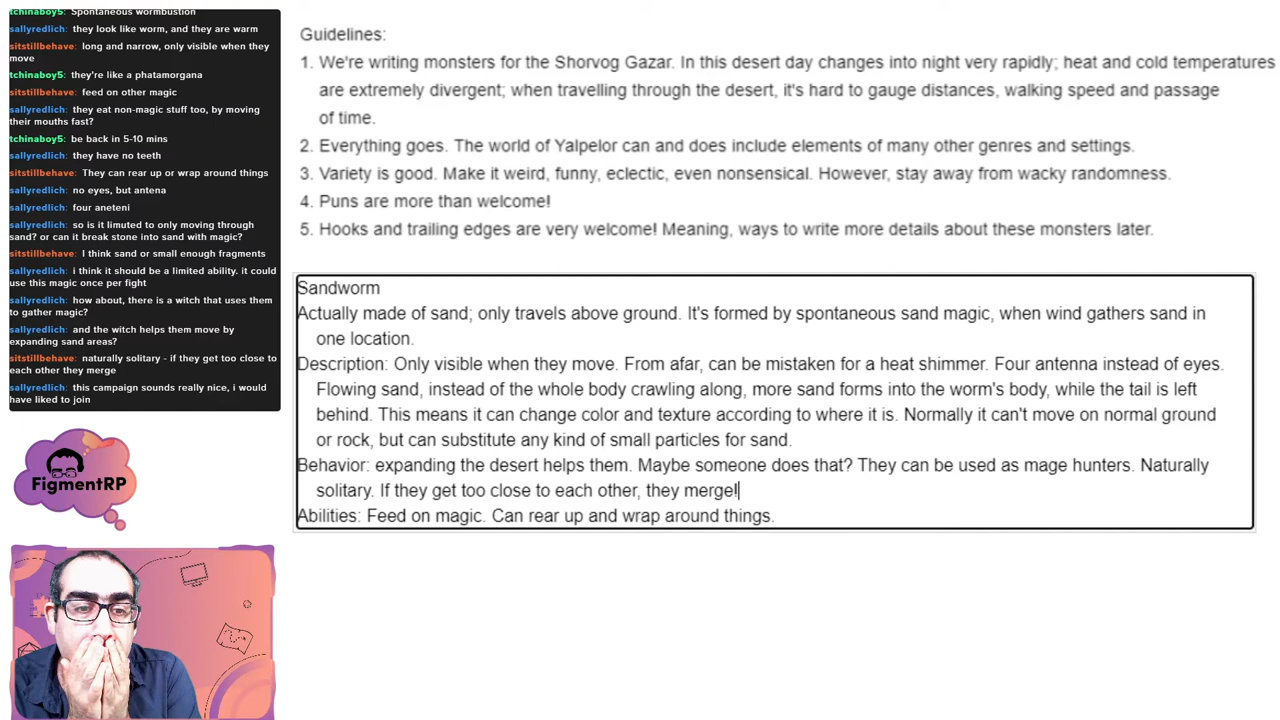 tchinaboy5: Spontaneous wormbustion
sallyredlich: they look like worm, and they are warm
sitstillbehave: long and narrow, only visible when they
move
tchinaboy5: they're like a phatamorgana
sitstillbehave: feed on other magic
sallyredlich: they eat non-magic stuff too, by moving
their mouths fast?
tchinaboy5: be back in 5-10 mins
sallyredlich: they have no teeth
sitstillbehave: They can rear up or wrap around things
sallyredlich: no eyes, but antena
sallyredlich: four aneteni
sallyredlich: so is it limuted to only moving through
sand? or can it break stone into sand with magic?
sitstillbehave: I think sand or small enough fragments
sallyredlich: i think it should be a limited ability. it could
use this magic once per fight
sallyredlich: how about, there is a witch that uses them
to gather magic?
sallyredlich: and the witch helps them move by
expanding sand areas?
sitstillbehave: naturally solitary - if they get too close to
each other they merge
sallyredlich: this campaign sounds really nice, i would
have liked to join
FigmentRP
Guidelines:
1. We're writing monsters for the Shorvog Gazar. In this desert day changes into night very rapidly; heat and cold temperatures
are extremely divergent; when travelling through the desert, it's hard to gauge distances, walking speed and passage
of time.
2. Everything goes. The world of Yalpelor can and does include elements of many other genres and settings.
3. Variety is good. Make it weird, funny, eclectic, even nonsensical. However, stay away from wacky randomness.
4. Puns are more than welcome!
5. Hooks and trailing edges are very welcome! Meaning, ways to write more details about these monsters later.
Sandworm
Actually made of sand; only travels above ground. It's formed by spontaneous sand magic, when wind gathers sand in
one location.
Description: Only visible when they move. From afar, can be mistaken for a heat shimmer. Four antenna instead of eyes.
Flowing sand, instead of the whole body crawling along, more sand forms into the worm's body, while the tail is left
behind. This means it can change color and texture according to where it is. Normally it can't move on normal ground
or rock, but can substitute any kind of small particles for sand.
Behavior: expanding the desert helps them. Maybe someone does that? They can be used as mage hunters. Naturally
solitary. If they get too close to each other, they merge!
Abilities: Feed on magic. Can rear up and wrap around things.